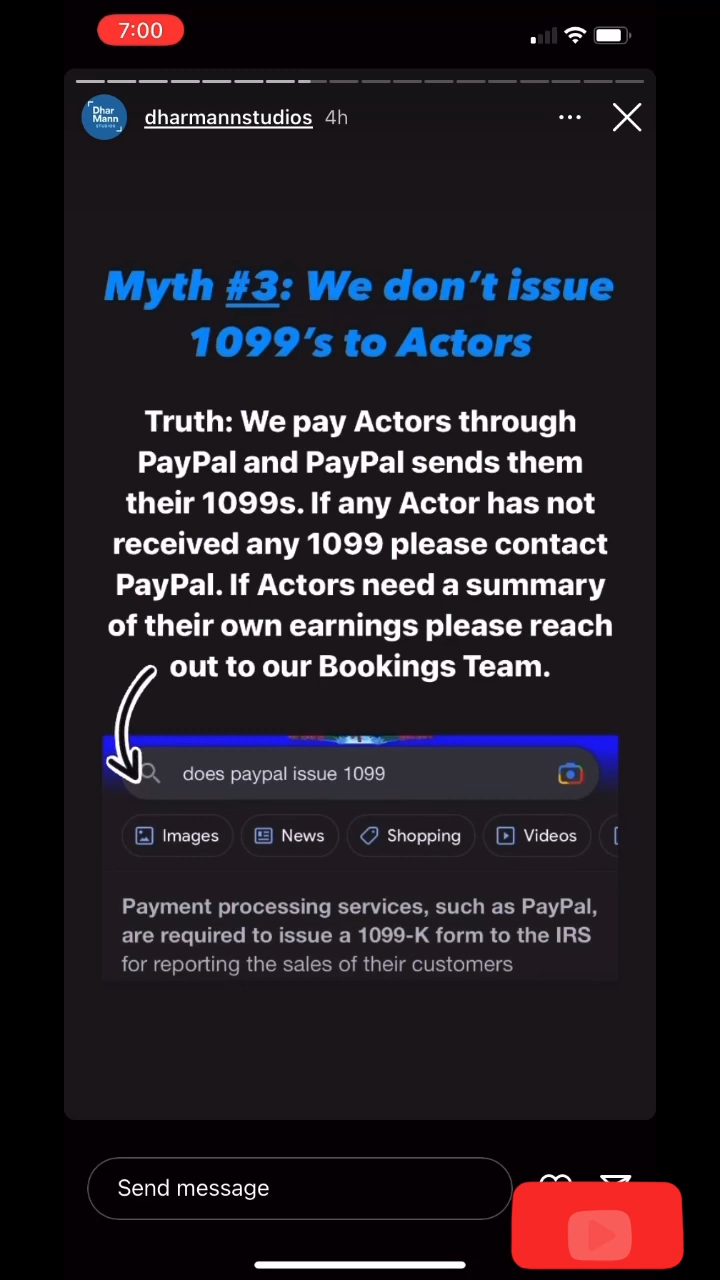 7:00
Dhar
Mann
STUDIOS
dharmannstudios 4h
Myth #3: We don't issue
1099's to Actors
Truth: We pay Actors through
PayPal and PayPal sends them
their 1099s. If any Actor has not
received any 1099 please contact
PayPal. If Actors need a summary
of their own earnings please reach
out to our Bookings Team.
does paypal issue 1099
Images News Shopping Videos
Payment processing services, such as PayPal,
are required to issue a 1099-K form to the IRS
for reporting the sales of their customers
Send message